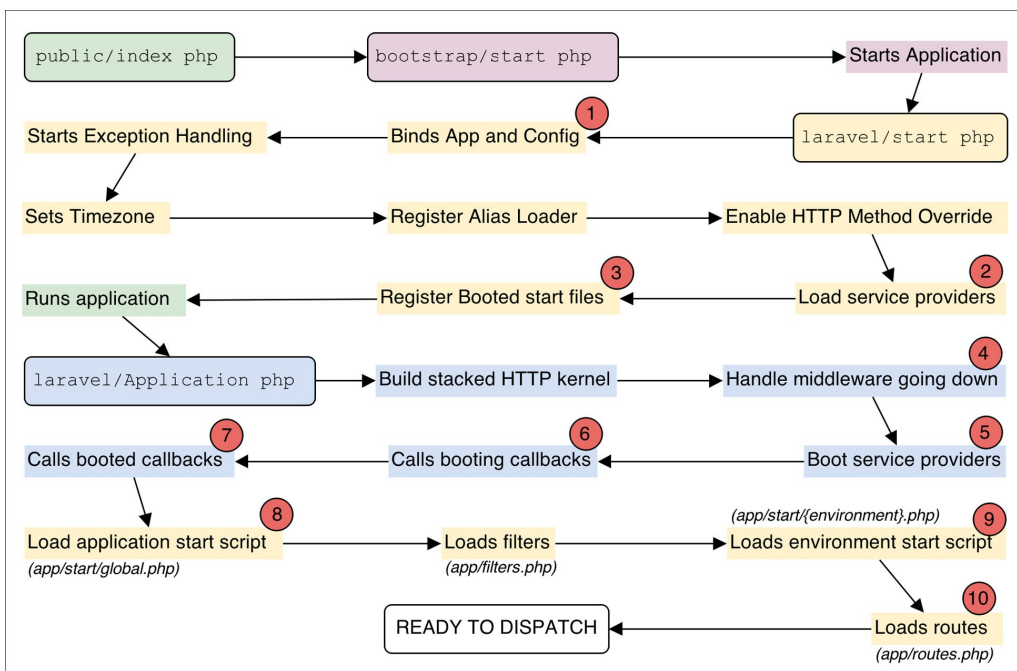 public/index php
bootstrap/start php
Starts Application
1
Starts Exception Handling
Binds App and Config
laravel/start php
Sets Timezone
Register Alias Loader
Enable HTTP Method Override
3
2
Runs application
Register Booted start files
Load service providers
4
laravel/Application php
Build stacked HTTP kernel
Handle middleware going down
7
6
5
Calls booted callbacks
Calls booting callbacks
Boot service providers
8
(app/start/{environment}.php)
9
Load application start script
Loads filters
Loads environment start script
(app/start/global.php)
(app/filters.php)
10
READY TO DISPATCH
Loads routes
(app/routes.php)